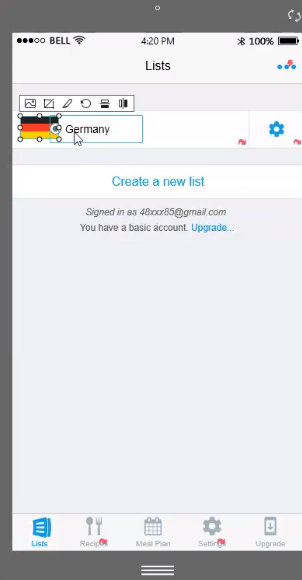 BELL 4:20 PM 100%
Lists
Germany
Create a new list
Signed in as 48xxx85@gmail.com
You have a basic account. Upgrade...
Lists Recipes Meal Plan Settings Upgrade